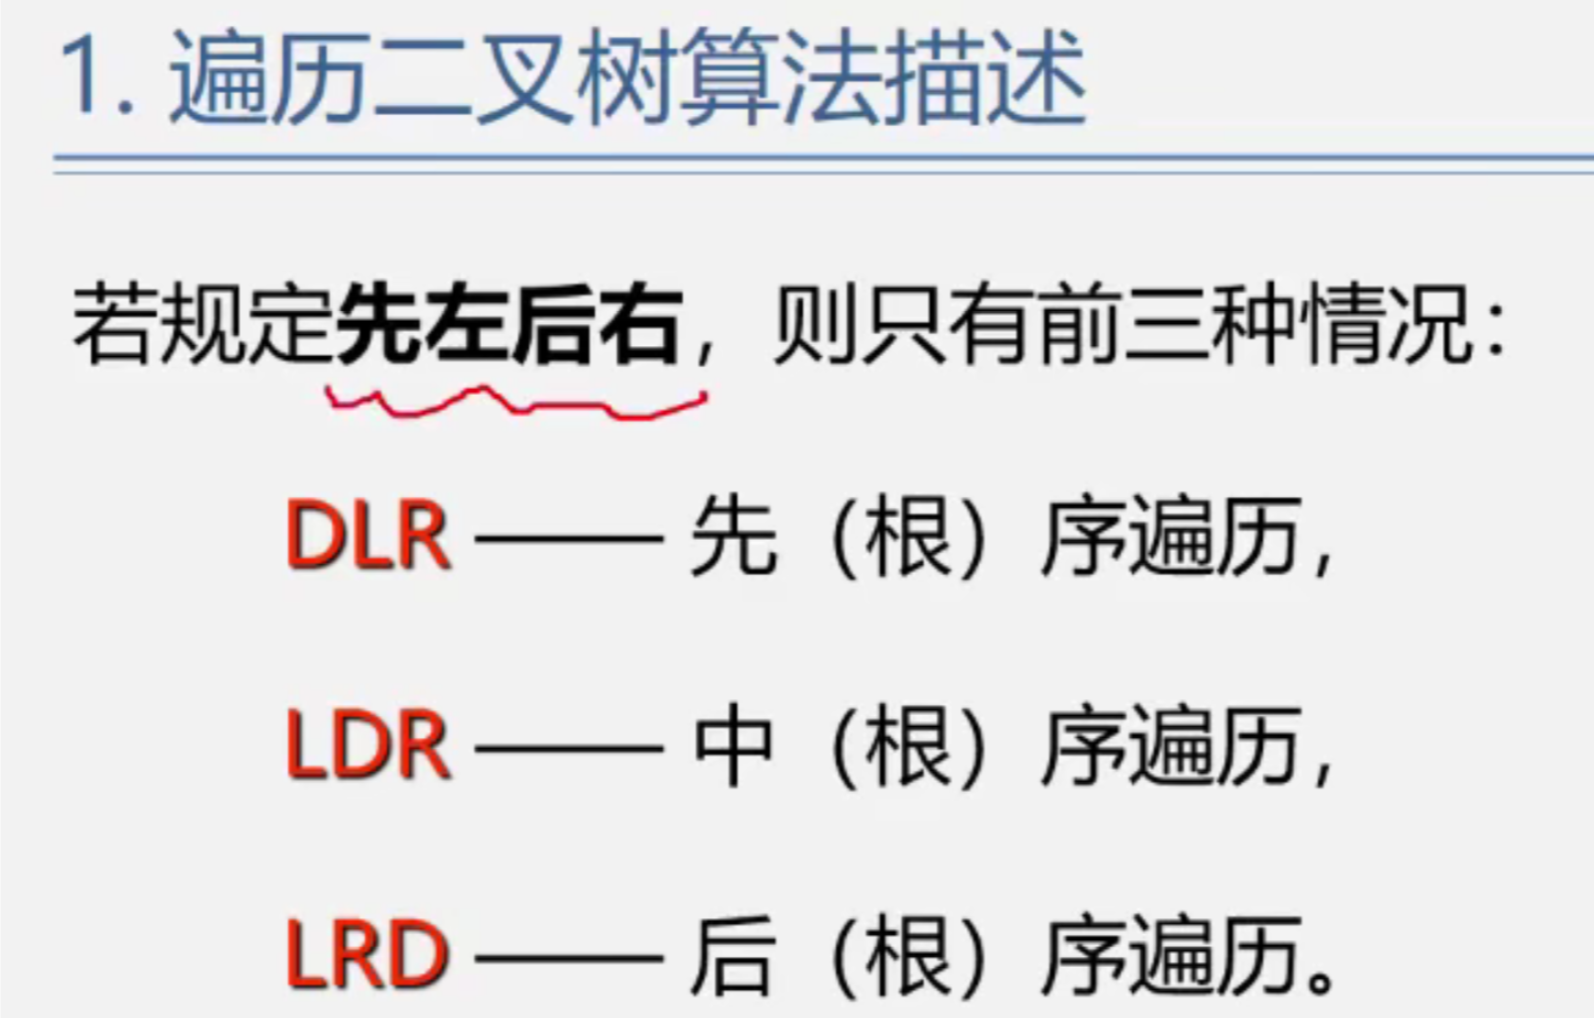 1. 遍历二叉树算法描述
若规定先左后右，则只有前三种情况：
DLR —— 先（根）序遍历，
LDR —— 中（根）序遍历，
LRD —— 后（根）序遍历。